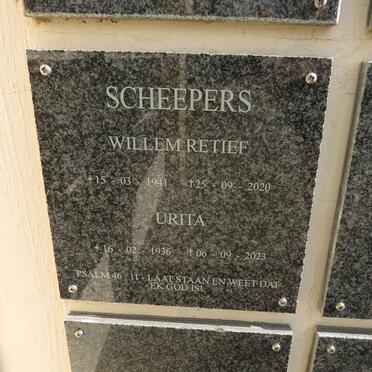 SCHEEPERS
WILLEM RETIEF
†15 - 03 - 1941 †25 - 09 - 2020
URITA
†16 - 02 - 1936 †06 - 09 - 2023
PSALM 46 : 11 - LAAT STAAN EN WEET DAT
EK GOD IS!